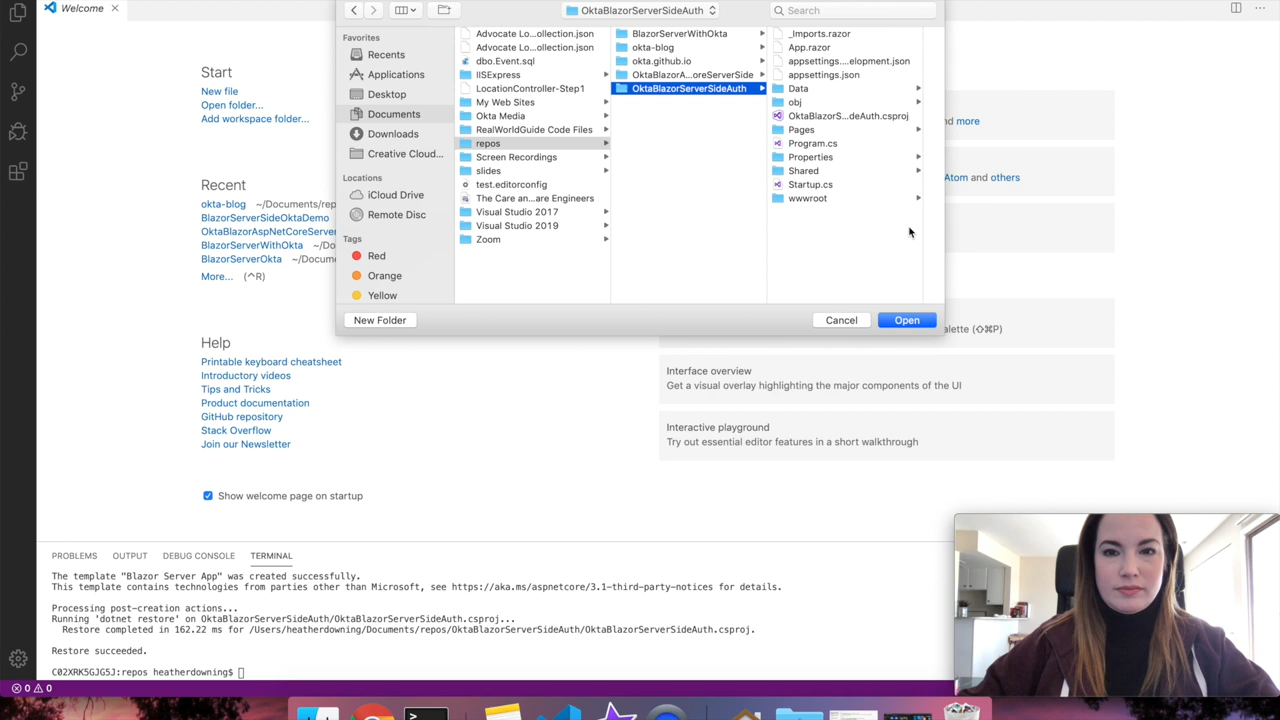 Welcome
OktaBlazorServerSideAuth
Search
Start
New file
Open folder...
Add workspace folder...
Recent
okta-blog ~/Documents/rep
BlazorServerSideOktaDemo
OktaBlazorAspNetCoreServer
BlazorServerWithOkta ~/Do
BlazorServerOkta ~/Docum
More... (^R)
Help
Printable keyboard cheatsheet
Introductory videos
Tips and Tricks
Product documentation
GitHub repository
Stack Overflow
Join our Newsletter
Show welcome page on startup
Favorites
Recents
Applications
Desktop
Documents
Downloads
Creative Cloud...
Locations
iCloud Drive
Remote Disc
Tags
Red
Orange
Yellow
Advocate Lo...ollection.json
Advocate Lo...ollection.json
dbo.Event.sql
IISExpress
LocationController-Step1
My Web Sites
Okta Media
RealWorldGuide Code Files
repos
Screen Recordings
slides
test.editorconfig
The Care an...are Engineers
Visual Studio 2017
Visual Studio 2019
Zoom
BlazorServerWithOkta
okta-blog
okta.github.io
OktaBlazorA...oreServerSide
OktaBlazorServerSideAuth
_Imports.razor
App.razor
appsettings....elopment.json
appsettings.json
Data
obj
OktaBlazorS...deAuth.csproj
Pages
Program.cs
Properties
Shared
Startup.cs
wwwroot
New Folder
Cancel
Open
nd more
Atom and others
alette (⇧⌘P)
Interface overview
Get a visual overlay highlighting the major components of the UI
Interactive playground
Try out essential editor features in a short walkthrough
PROBLEMS OUTPUT DEBUG CONSOLE TERMINAL
The template "Blazor Server App" was created successfully.
This template contains technologies from parties other than Microsoft, see https://aka.ms/aspnetcore/3.1-third-party-notices for details.
Processing post-creation actions...
Running 'dotnet restore' on OktaBlazorServerSideAuth/OktaBlazorServerSideAuth.csproj...
Restore completed in 162.22 ms for /Users/heatherdowning/Documents/repos/OktaBlazorServerSideAuth/OktaBlazorServerSideAuth.csproj.
Restore succeeded.
C02XRK5GJG5J:repos heatherdowning$
0 0